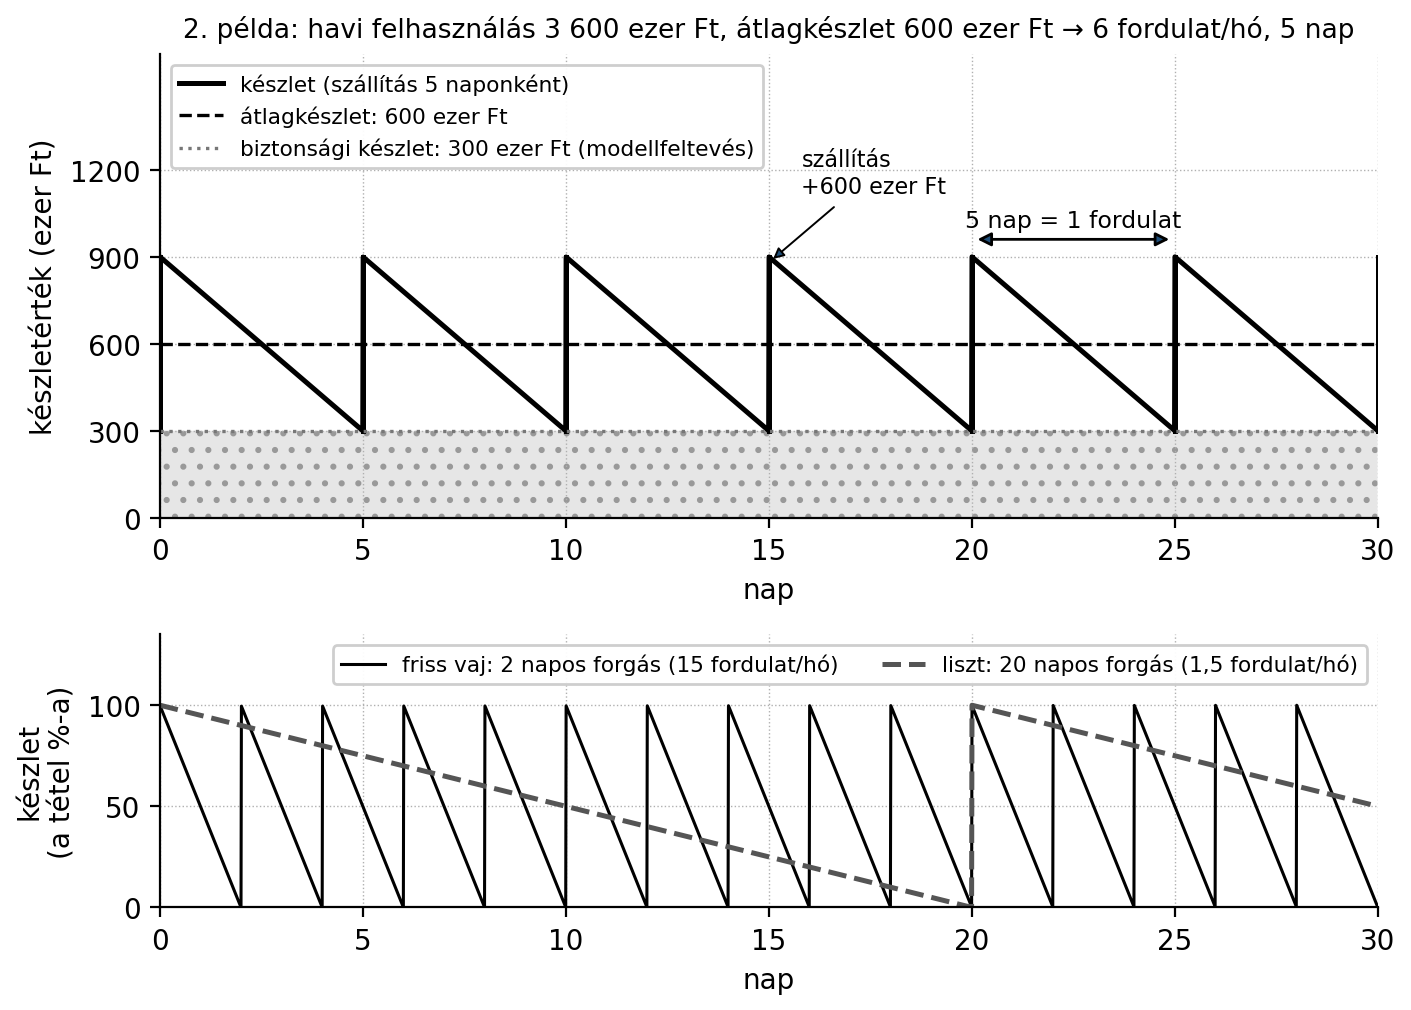 2. példa: havi felhasználás 3 600 ezer Ft, átlagkészlet 600 ezer Ft → 6 fordulat/hó, 5 nap
készlet (szállítás 5 naponként)
átlagkészlet: 600 ezer Ft
biztonsági készlet: 300 ezer Ft (modellfeltevés)
szállítás
+600 ezer Ft
5 nap = 1 fordulat
készletérték (ezer Ft)
1200
900
600
300
0
0 5 10 15 20 25 30
nap
friss vaj: 2 napos forgás (15 fordulat/hó)
liszt: 20 napos forgás (1,5 fordulat/hó)
készlet
(a tétel %-a)
100
50
0
0 5 10 15 20 25 30
nap